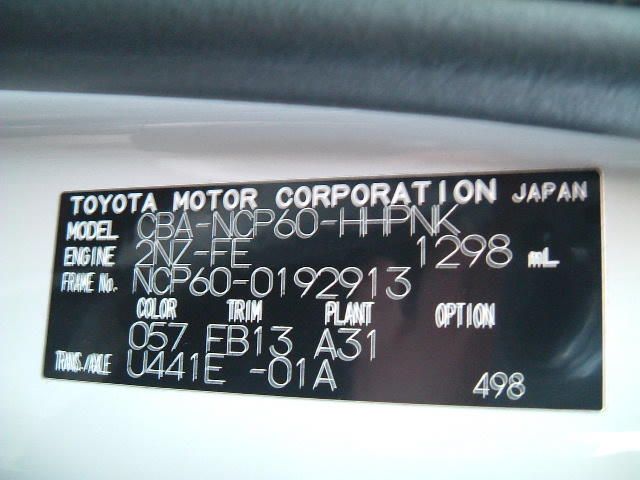 TOYOTA MOTOR CORPORATION JAPAN
MODEL CBA-NCP60-HHPNK
ENGINE 2NZ-FE 1298 mL
FRAME No. NCP60-0192913
COLOR TRIM PLANT OPTION
057 FB13 A31
TRANS./AXLE U441E -01A
498